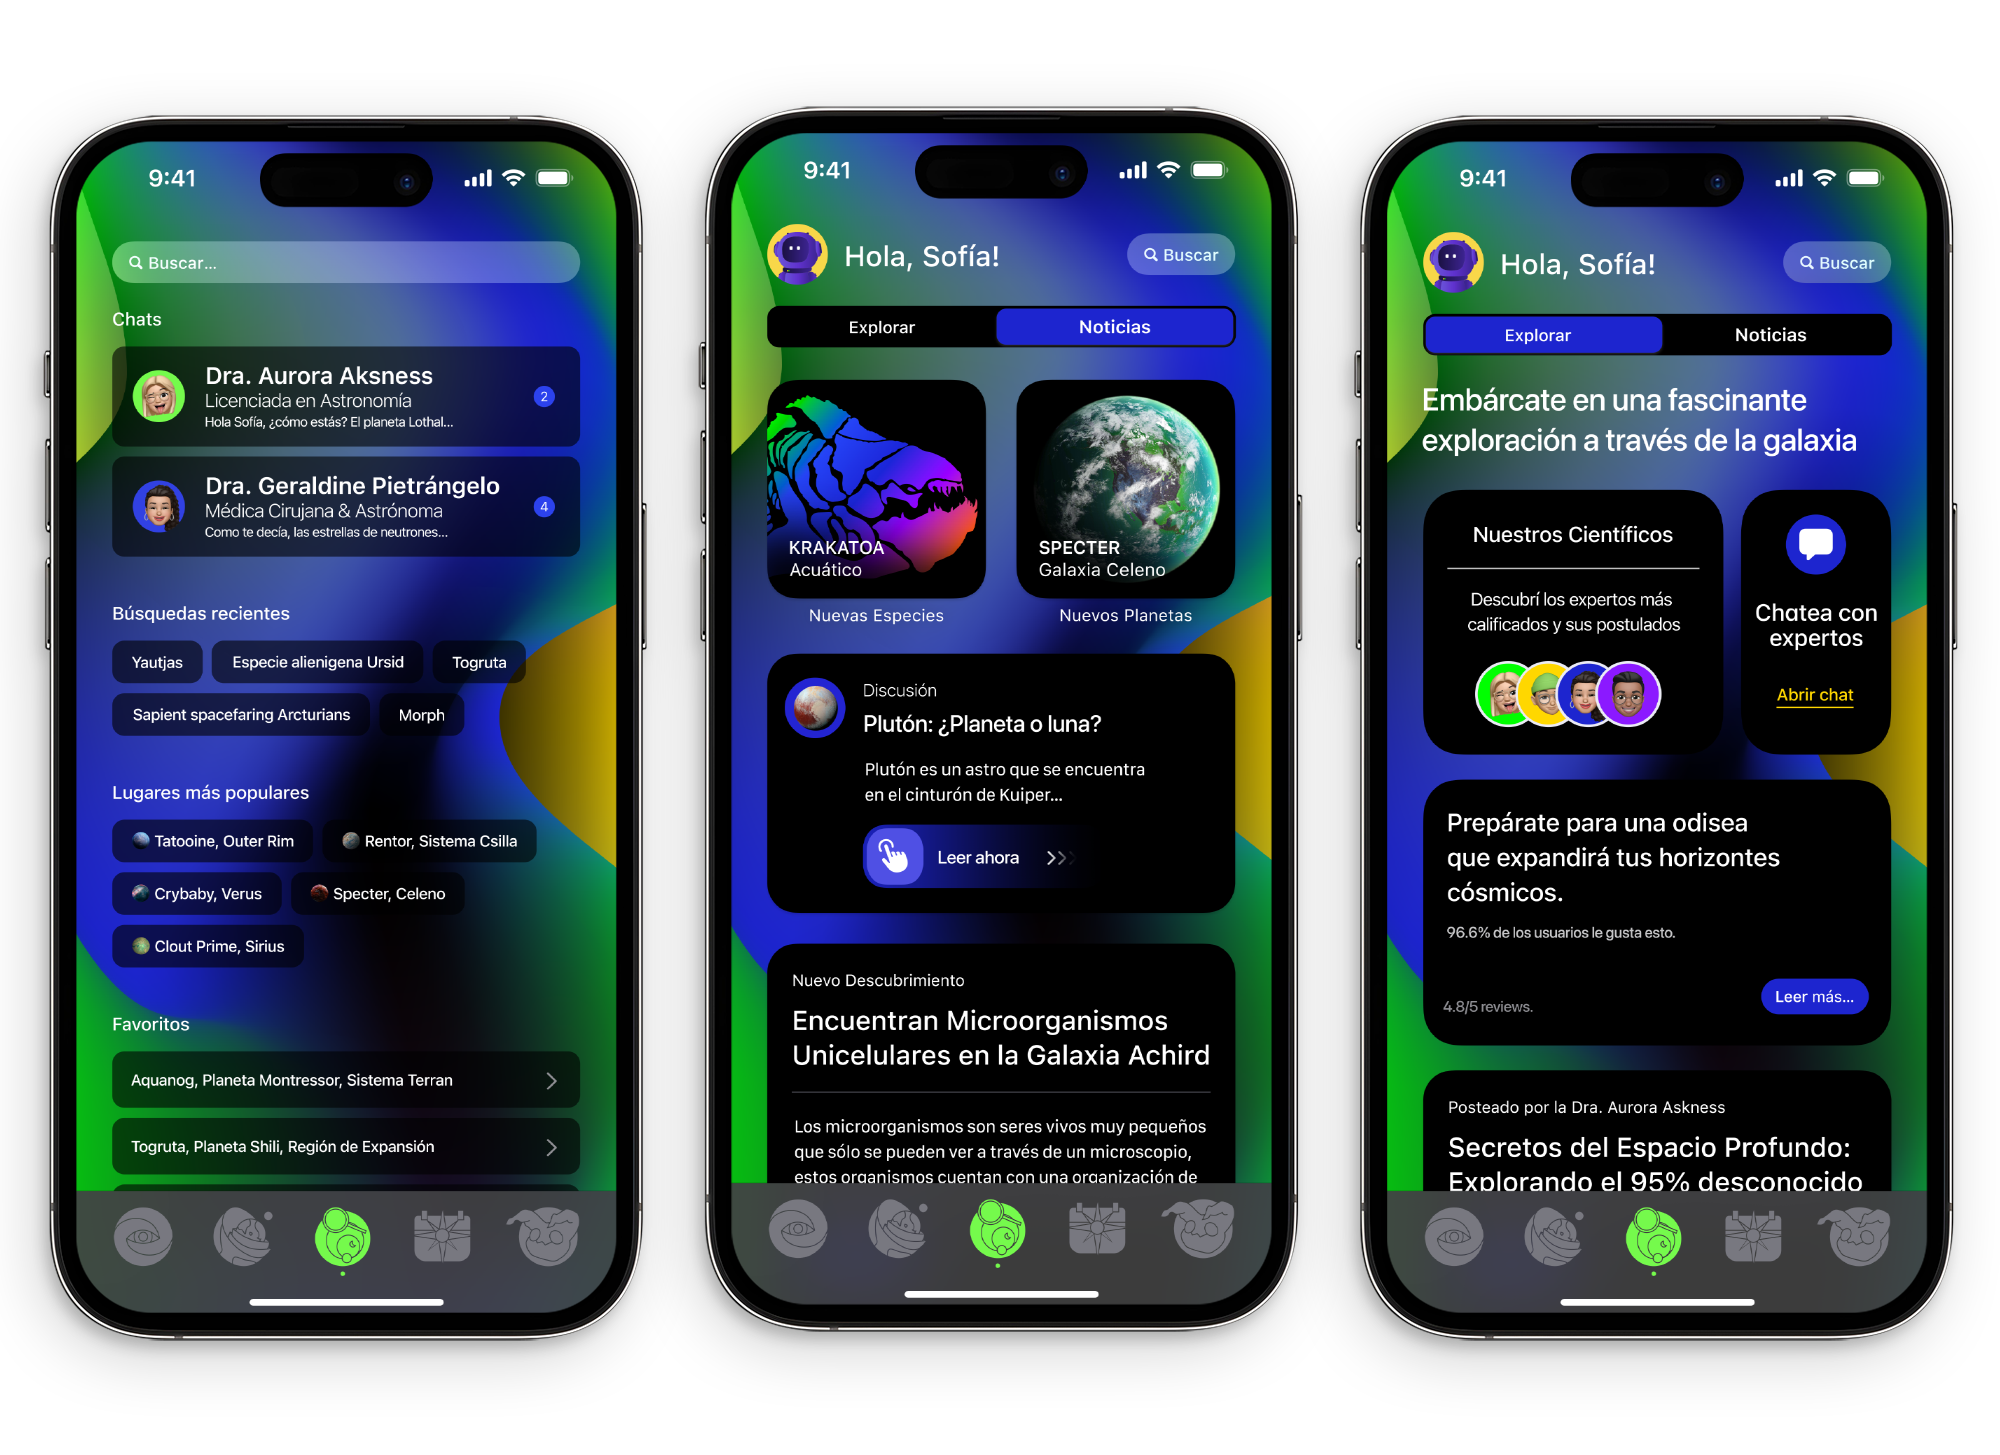 9:41
Buscar...
Chats
Dra. Aurora Aksness
Licenciada en Astronomía
Hola Sofía, ¿cómo estás? El planeta Lothal...
2
Dra. Geraldine Pietrángelo
Médica Cirujana & Astrónoma
Como te decía, las estrellas de neutrones...
4
Búsquedas recientes
Yautjas
Especie alienigena Ursid
Togruta
Sapient spacefaring Arcturians
Morph
Lugares más populares
Tatooine, Outer Rim
Rentor, Sistema Csilla
Crybaby, Verus
Specter, Celeno
Clout Prime, Sirius
Favoritos
Aquanog, Planeta Montressor, Sistema Terran
Togruta, Planeta Shili, Región de Expansión
9:41
Hola, Sofía!
Buscar
Explorar
Noticias
KRAKATOA
Acuático
Nuevas Especies
SPECTER
Galaxia Celeno
Nuevos Planetas
Discusión
Plutón: ¿Planeta o luna?
Plutón es un astro que se encuentra
en el cinturón de Kuiper...
Leer ahora
Nuevo Descubrimiento
Encuentran Microorganismos
Unicelulares en la Galaxia Achird
Los microorganismos son seres vivos muy pequeños
que sólo se pueden ver a través de un microscopio,
estos organismos cuentan con una organización de
9:41
Hola, Sofía!
Buscar
Explorar
Noticias
Embárcate en una fascinante
exploración a través de la galaxia
Nuestros Científicos
Descubrí los expertos más
calificados y sus postulados
Chatea con
expertos
Abrir chat
Prepárate para una odisea
que expandirá tus horizontes
cósmicos.
96.6% de los usuarios le gusta esto.
4.8/5 reviews.
Leer más...
Posteado por la Dra. Aurora Askness
Secretos del Espacio Profundo:
Explorando el 95% desconocido